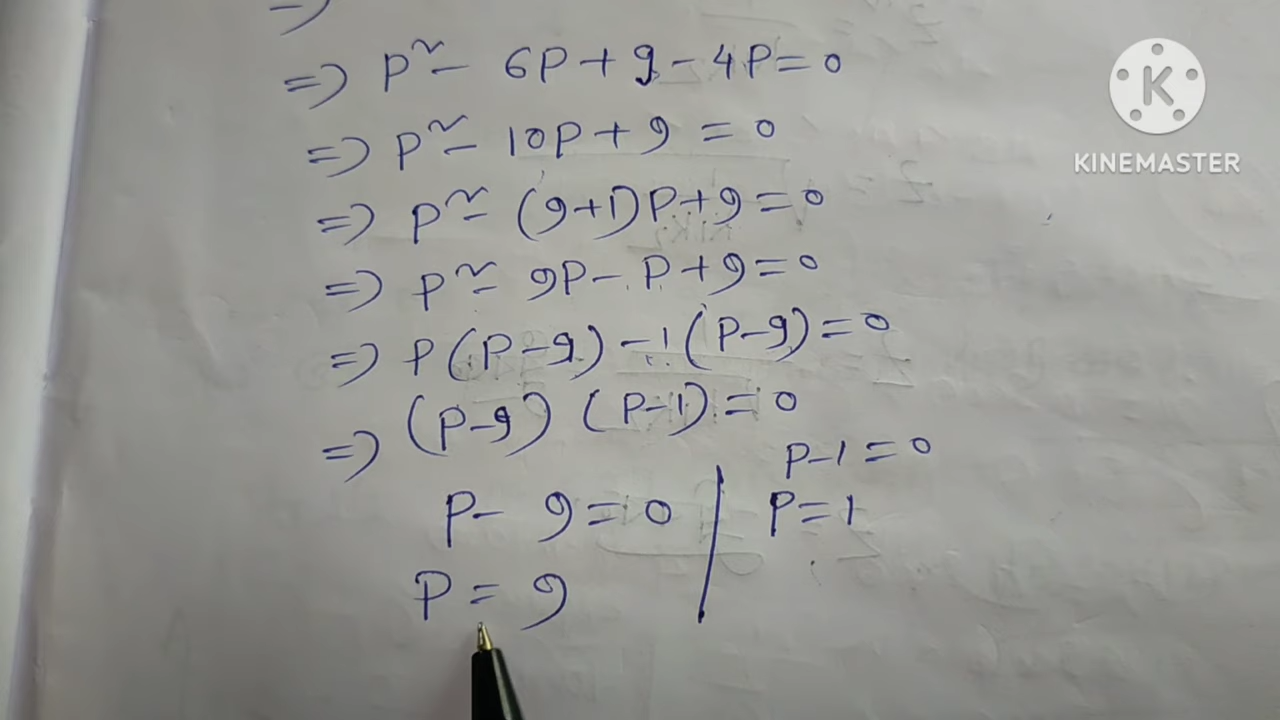 =)
=) P² - 6P + 9 - 4P = 0
=) P² - 10P + 9 = 0
=) P² - (9+1)P + 9 = 0
=) P² - 9P - P + 9 = 0
=) P(P-9) - 1(P-9) = 0
=) (P-9) (P-1) = 0
P - 9 = 0
P = 9
P-1 = 0
P = 1
K
KINEMASTER